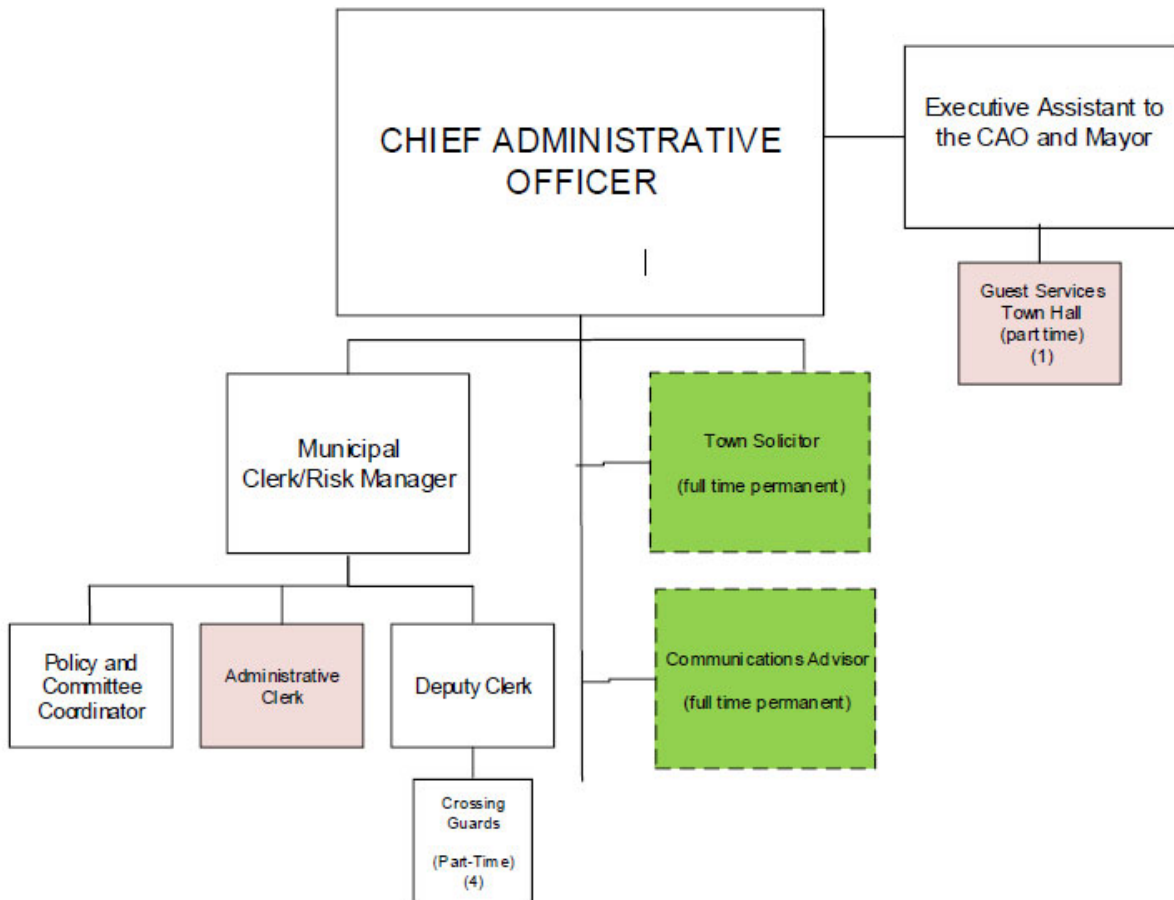 CHIEF ADMINISTRATIVE
OFFICER
Executive Assistant to
the CAO and Mayor
Guest Services
Town Hall
(part time)
(1)
Municipal
Clerk/Risk Manager
Town Solicitor
(full time permanent)
Policy and
Committee
Coordinator
Administrative
Clerk
Deputy Clerk
Communications Advisor
(full time permanent)
Crossing
Guards
(Part-Time)
(4)